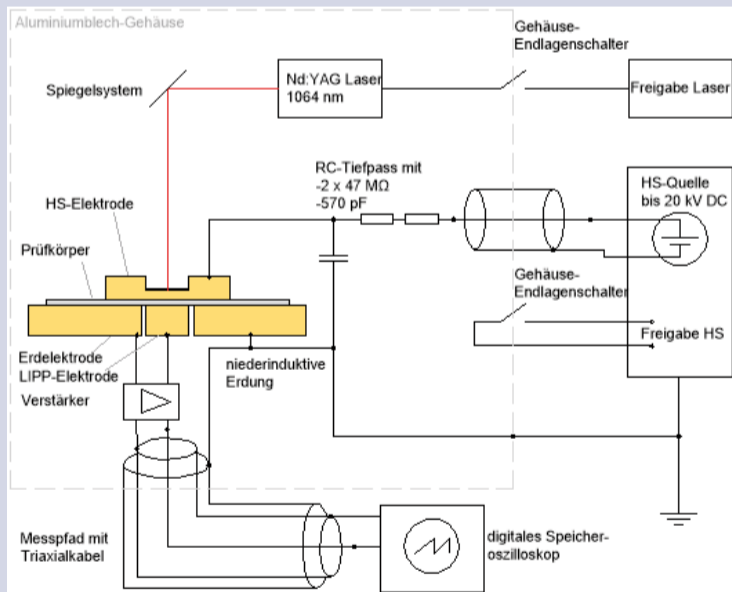 Aluminiumblech-Gehäuse
Gehäuse-
Endlagenschalter
Spiegelsystem
Nd:YAG Laser
1064 nm
Freigabe Laser
RC-Tiefpass mit
-2 x 47 MΩ
-570 pF
HS-Quelle
bis 20 kV DC
HS-Elektrode
Prüfkörper
Gehäuse-
Endlagenschalter
Freigabe HS
Erdelektrode
LIPP-Elektrode
Verstärker
niederinduktive
Erdung
Messpfad mit
Triaxialkabel
digitales Speicher-
oszilloskop